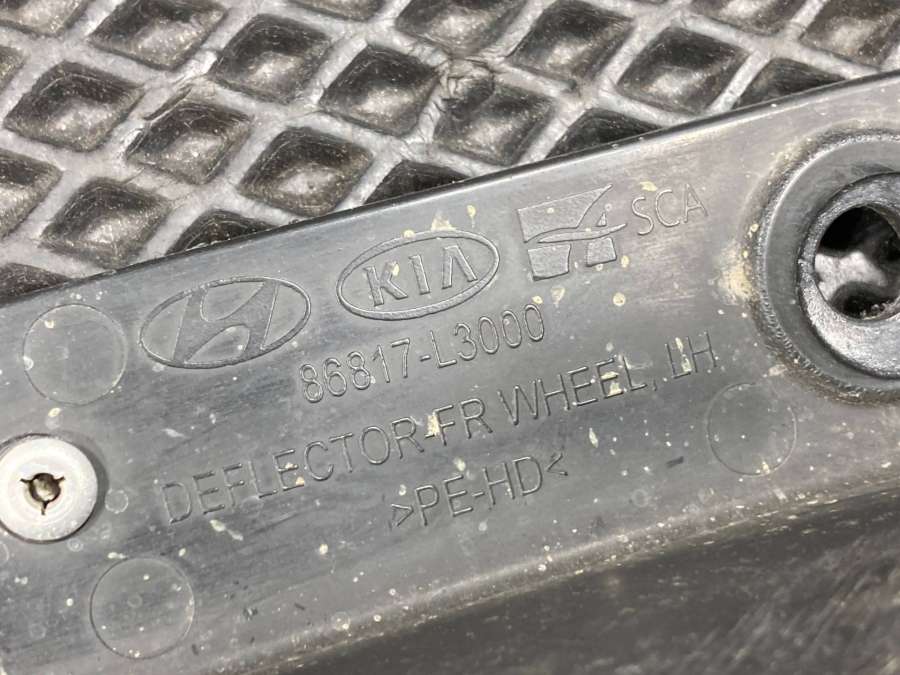 KIA
SCA
86817-L3000
DEFLECTOR-FR WHEEL, LH
>PE-HD<